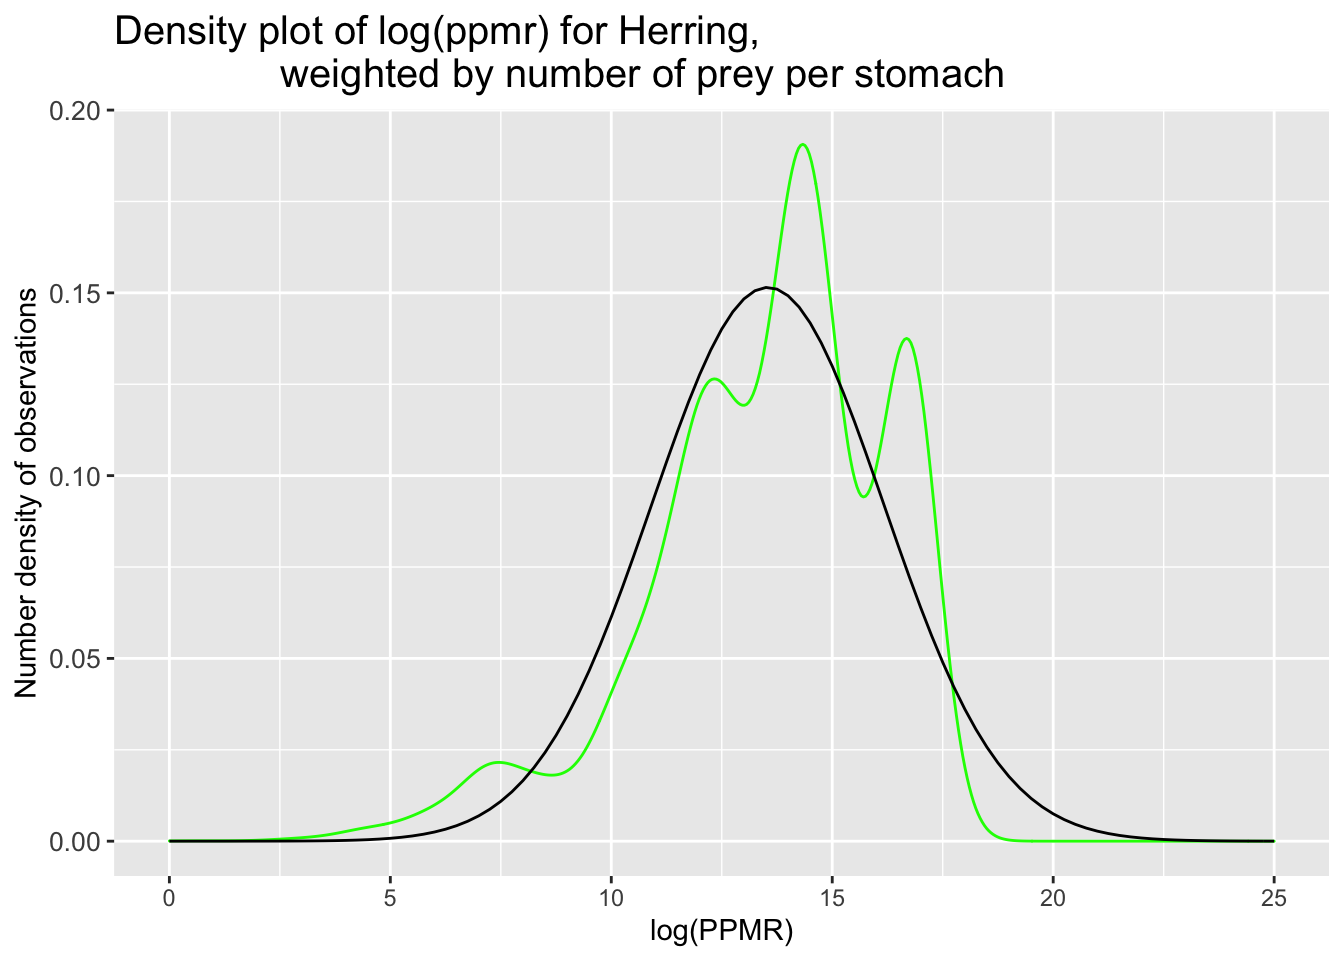 Density plot of log(ppmr) for Herring,
weighted by number of prey per stomach
Number density of observations
0.20
0.15
0.10
0.05
0.00
0 5 10 15 20 25
log(PPMR)